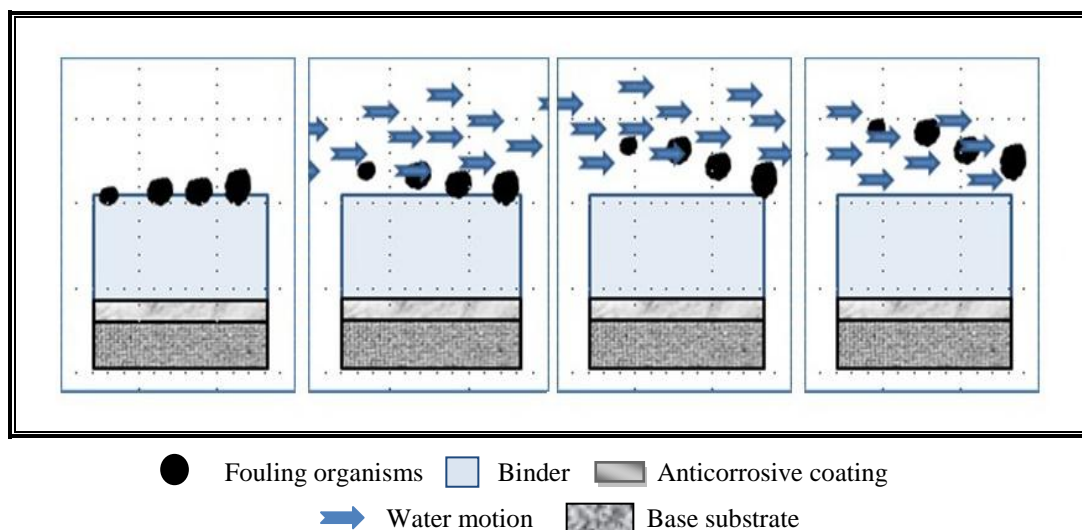 Fouling organisms Binder Anticorrosive coating
Water motion Base substrate